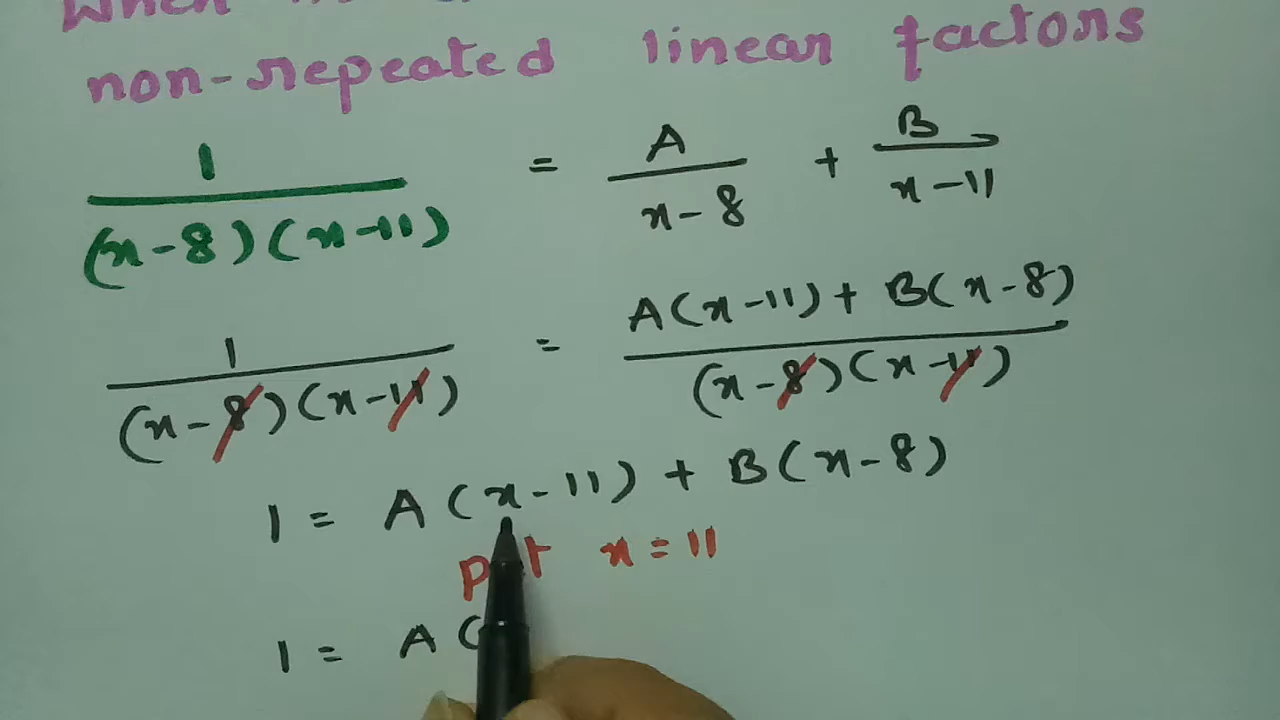 When
non-repeated linear factors
1 / (x-8)(x-11) = A / x-8 + B / x-11
1 / (x-8)(x-11) = A(x-11) + B(x-8) / (x-8)(x-11)
1 = A(x-11) + B(x-8)
put x = 11
1 = A(